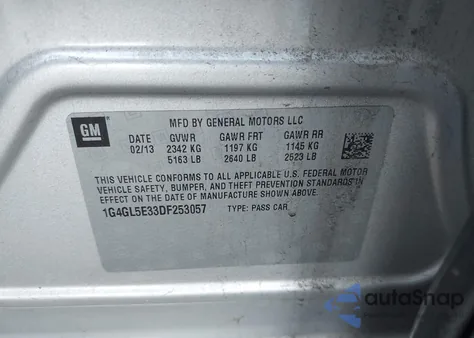 GM
MFD BY GENERAL MOTORS LLC
DATE GVWR GAWR FRT GAWR RR
02/13 2342 KG 1197 KG 1145 KG
5163 LB 2640 LB 2523 LB
THIS VEHICLE CONFORMS TO ALL APPLICABLE U.S. FEDERAL MOTOR
VEHICLE SAFETY, BUMPER, AND THEFT PREVENTION STANDARDS IN
EFFECT ON THE DATE OF MANUFACTURE SHOWN ABOVE.
1G4GL5E33DF253057 TYPE: PASS CAR
autoSnap